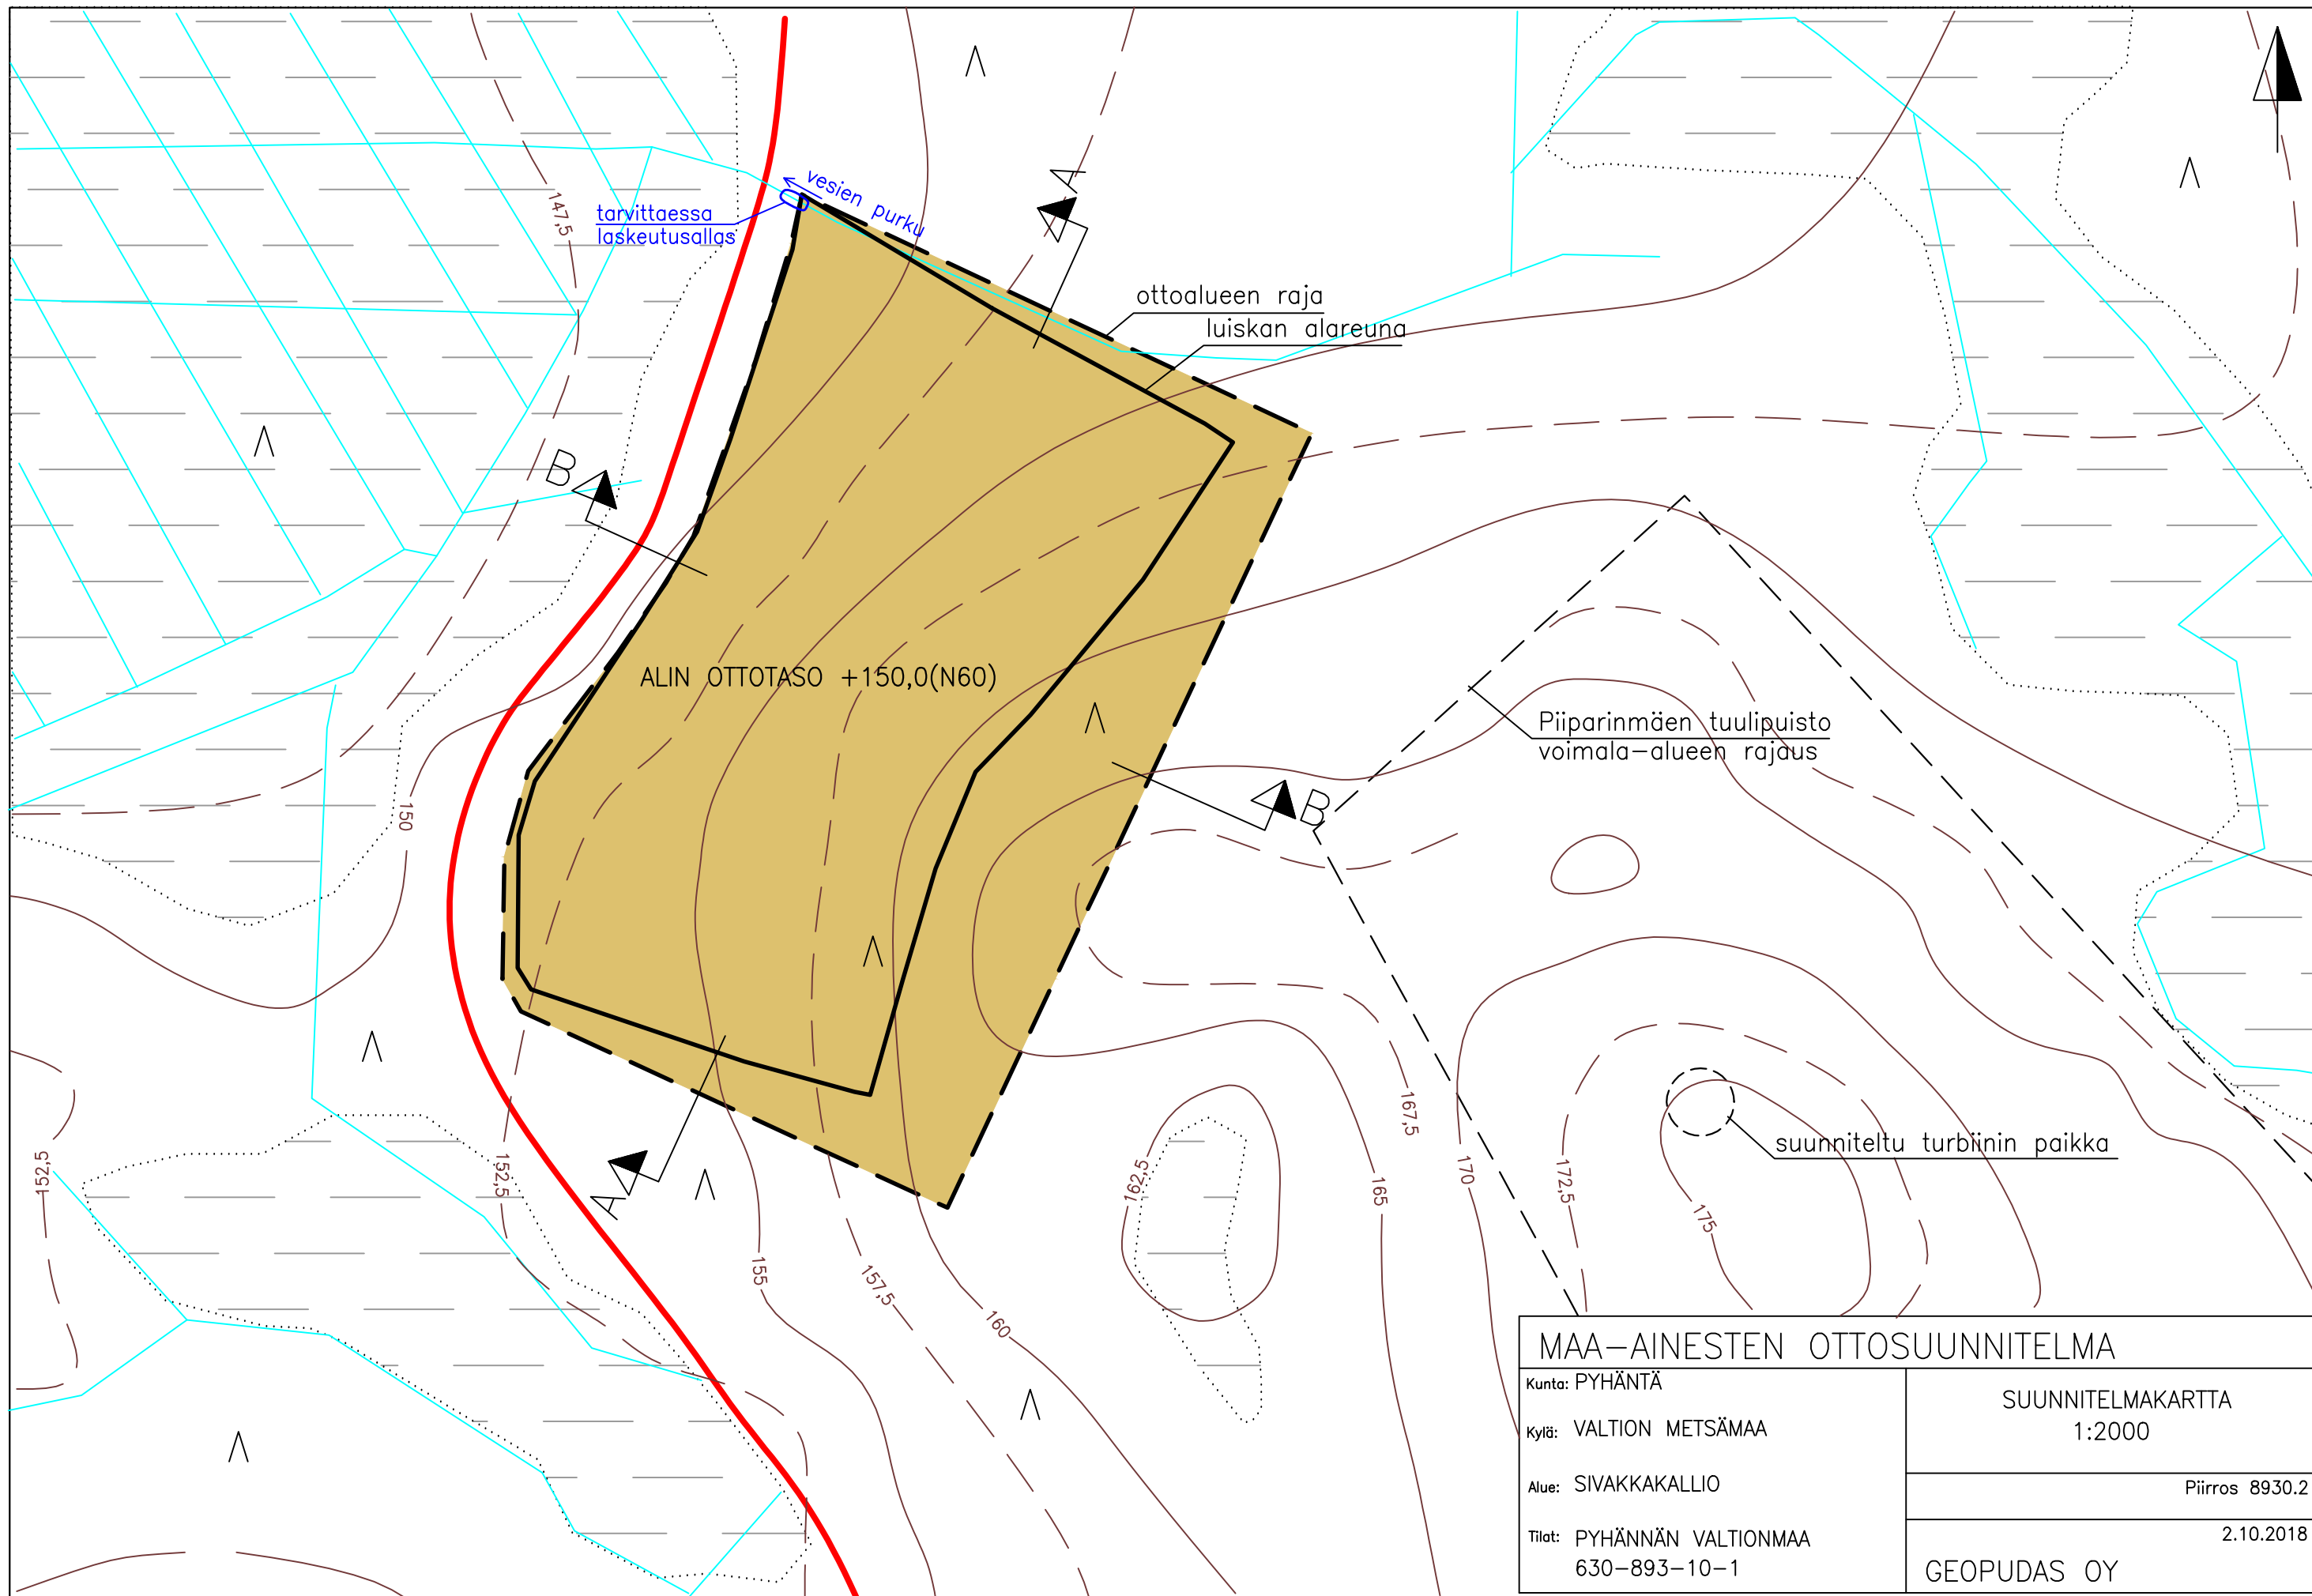 A
vesien purku
147,5
tarvittaessa
laskeutusallas
ottoalueen raja
luiskan alareuna
B
ALIN OTTOTASO +150,0(N60)
Piiparinmäen tuulipuisto
voimala-alueen rajaus
B
150
167,5
suunniteltu turbiinin paikka
152,5
152,5
A
162,5
165
170
172,5
175
155
157,5
160
MAA-AINESTEN OTTOSUUNNITELMA
Kunta: PYHÄNTÄ
Kylä: VALTION METSÄMAA
Alue: SIVAKKAKALLIO
Tilat: PYHÄNNÄN VALTIONMAA
630-893-10-1
SUUNNITELMAKARTTA
1:2000
Piirros 8930.2
2.10.2018
GEOPUDAS OY